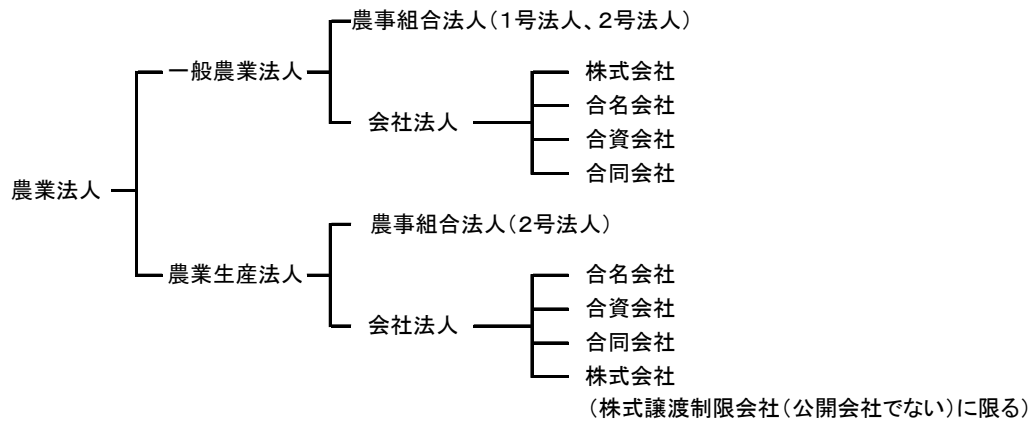 農事組合法人（１号法人、２号法人）
一般農業法人
株式会社
合名会社
会社法人
合資会社
合同会社
農業法人
農事組合法人（２号法人）
農業生産法人
合名会社
合資会社
会社法人
合同会社
株式会社
（株式譲渡制限会社（公開会社でない）に限る）